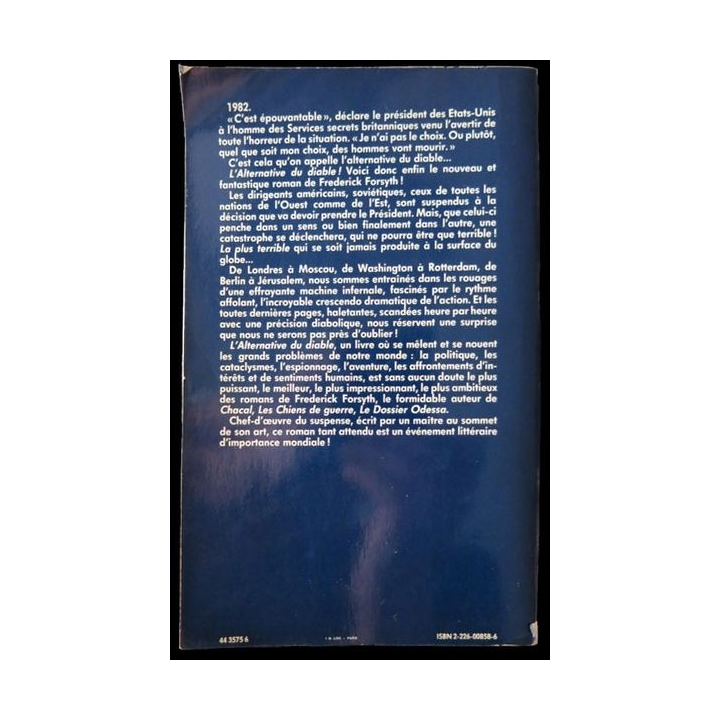 1982.
« C'est épouvantable », déclare le président des Etats-Unis
à l'homme des Services secrets britanniques venu l'avertir de
toute l'horreur de la situation. « Je n'ai pas le choix. Ou plutôt,
quel que soit mon choix, des hommes vont mourir. »
C'est cela qu'on appelle l'alternative du diable...
L'Alternative du diable ! Voici donc enfin le nouveau et
fantastique roman de Frederick Forsyth !
Les dirigeants américains, soviétiques, ceux de toutes les
nations de l'Ouest comme de l'Est, sont suspendus à la
décision que va devoir prendre le Président. Mais, que celui-ci
penche dans un sens ou bien finalement dans l'autre, une
catastrophe se déclenchera, qui ne pourra être que terrible !
La plus terrible qui se soit jamais produite à la surface du
globe...
De Londres à Moscou, de Washington à Rotterdam, de
Berlin à Jérusalem, nous sommes entraînés dans les rouages
d'une effrayante machine infernale, fascinés par le rythme
affolant, l'incroyable crescendo dramatique de l'action. Et les
toutes dernières pages, haletantes, scandées heure par heure
avec une précision diabolique, nous réservent une surprise
que nous ne serons pas près d'oublier !
L'Alternative du diable, un livre où se mêlent et se nouent
les grands problèmes de notre monde : la politique, les
cataclysmes, l'espionnage, l'aventure, les affrontements d'in-
térêts et de sentiments humains, est sans aucun doute le plus
puissant, le meilleur, le plus impressionnant, le plus ambitieux
des romans de Frederick Forsyth, le formidable auteur de
Chacal, Les Chiens de guerre, Le Dossier Odessa.
Chef-d'œuvre du suspense, écrit par un maître au sommet
de son art, ce roman tant attendu est un événement littéraire
d'importance mondiale !
44 3575 6
ISBN 2-226-00858-6